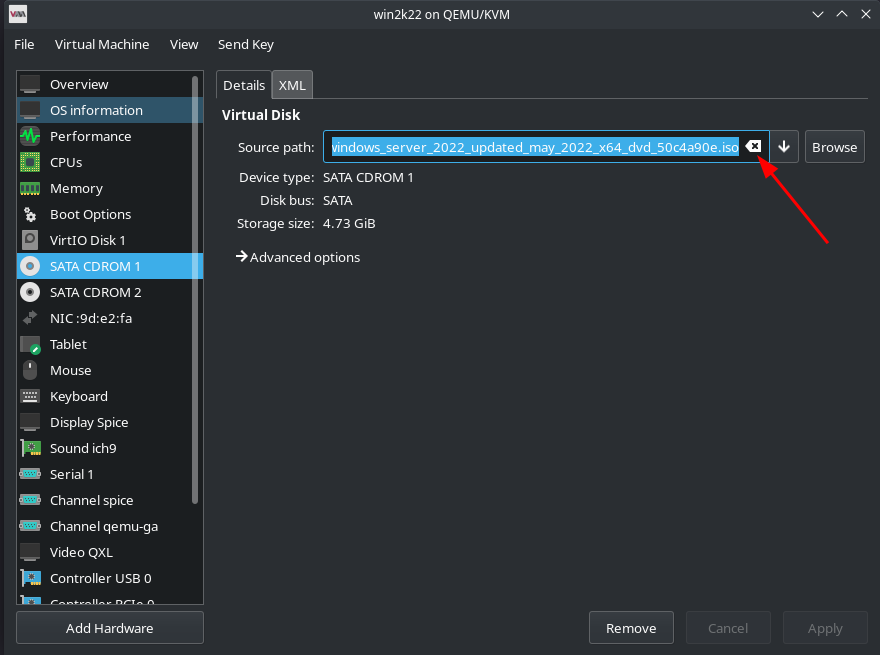 win2k22 on QEMU/KVM
File Virtual Machine View Send Key
Overview
OS information
Performance
CPUs
Memory
Boot Options
VirtIO Disk 1
SATA CDROM 1
SATA CDROM 2
NIC :9d:e2:fa
Tablet
Mouse
Keyboard
Display Spice
Sound ich9
Serial 1
Channel spice
Channel qemu-ga
Video QXL
Controller USB 0
Controller PCIe 0
Add Hardware
Details XML
Virtual Disk
Source path: windows_server_2022_updated_may_2022_x64_dvd_50c4a90e.iso Browse
Device type: SATA CDROM 1
Disk bus: SATA
Storage size: 4.73 GiB
Advanced options
Remove Cancel Apply